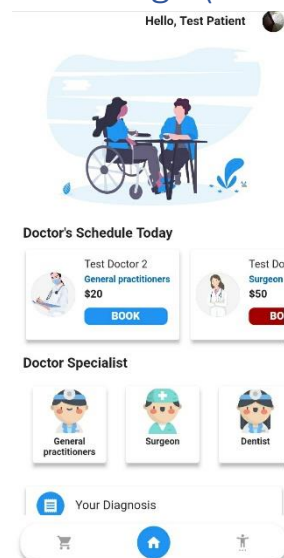 Hello, Test Patient
Doctor's Schedule Today
Test Doctor 2
General practitioners
$20
BOOK
Surgeon
$50
Doctor Specialist
General
practitioners
Surgeon
Dentist
Your Diagnosis